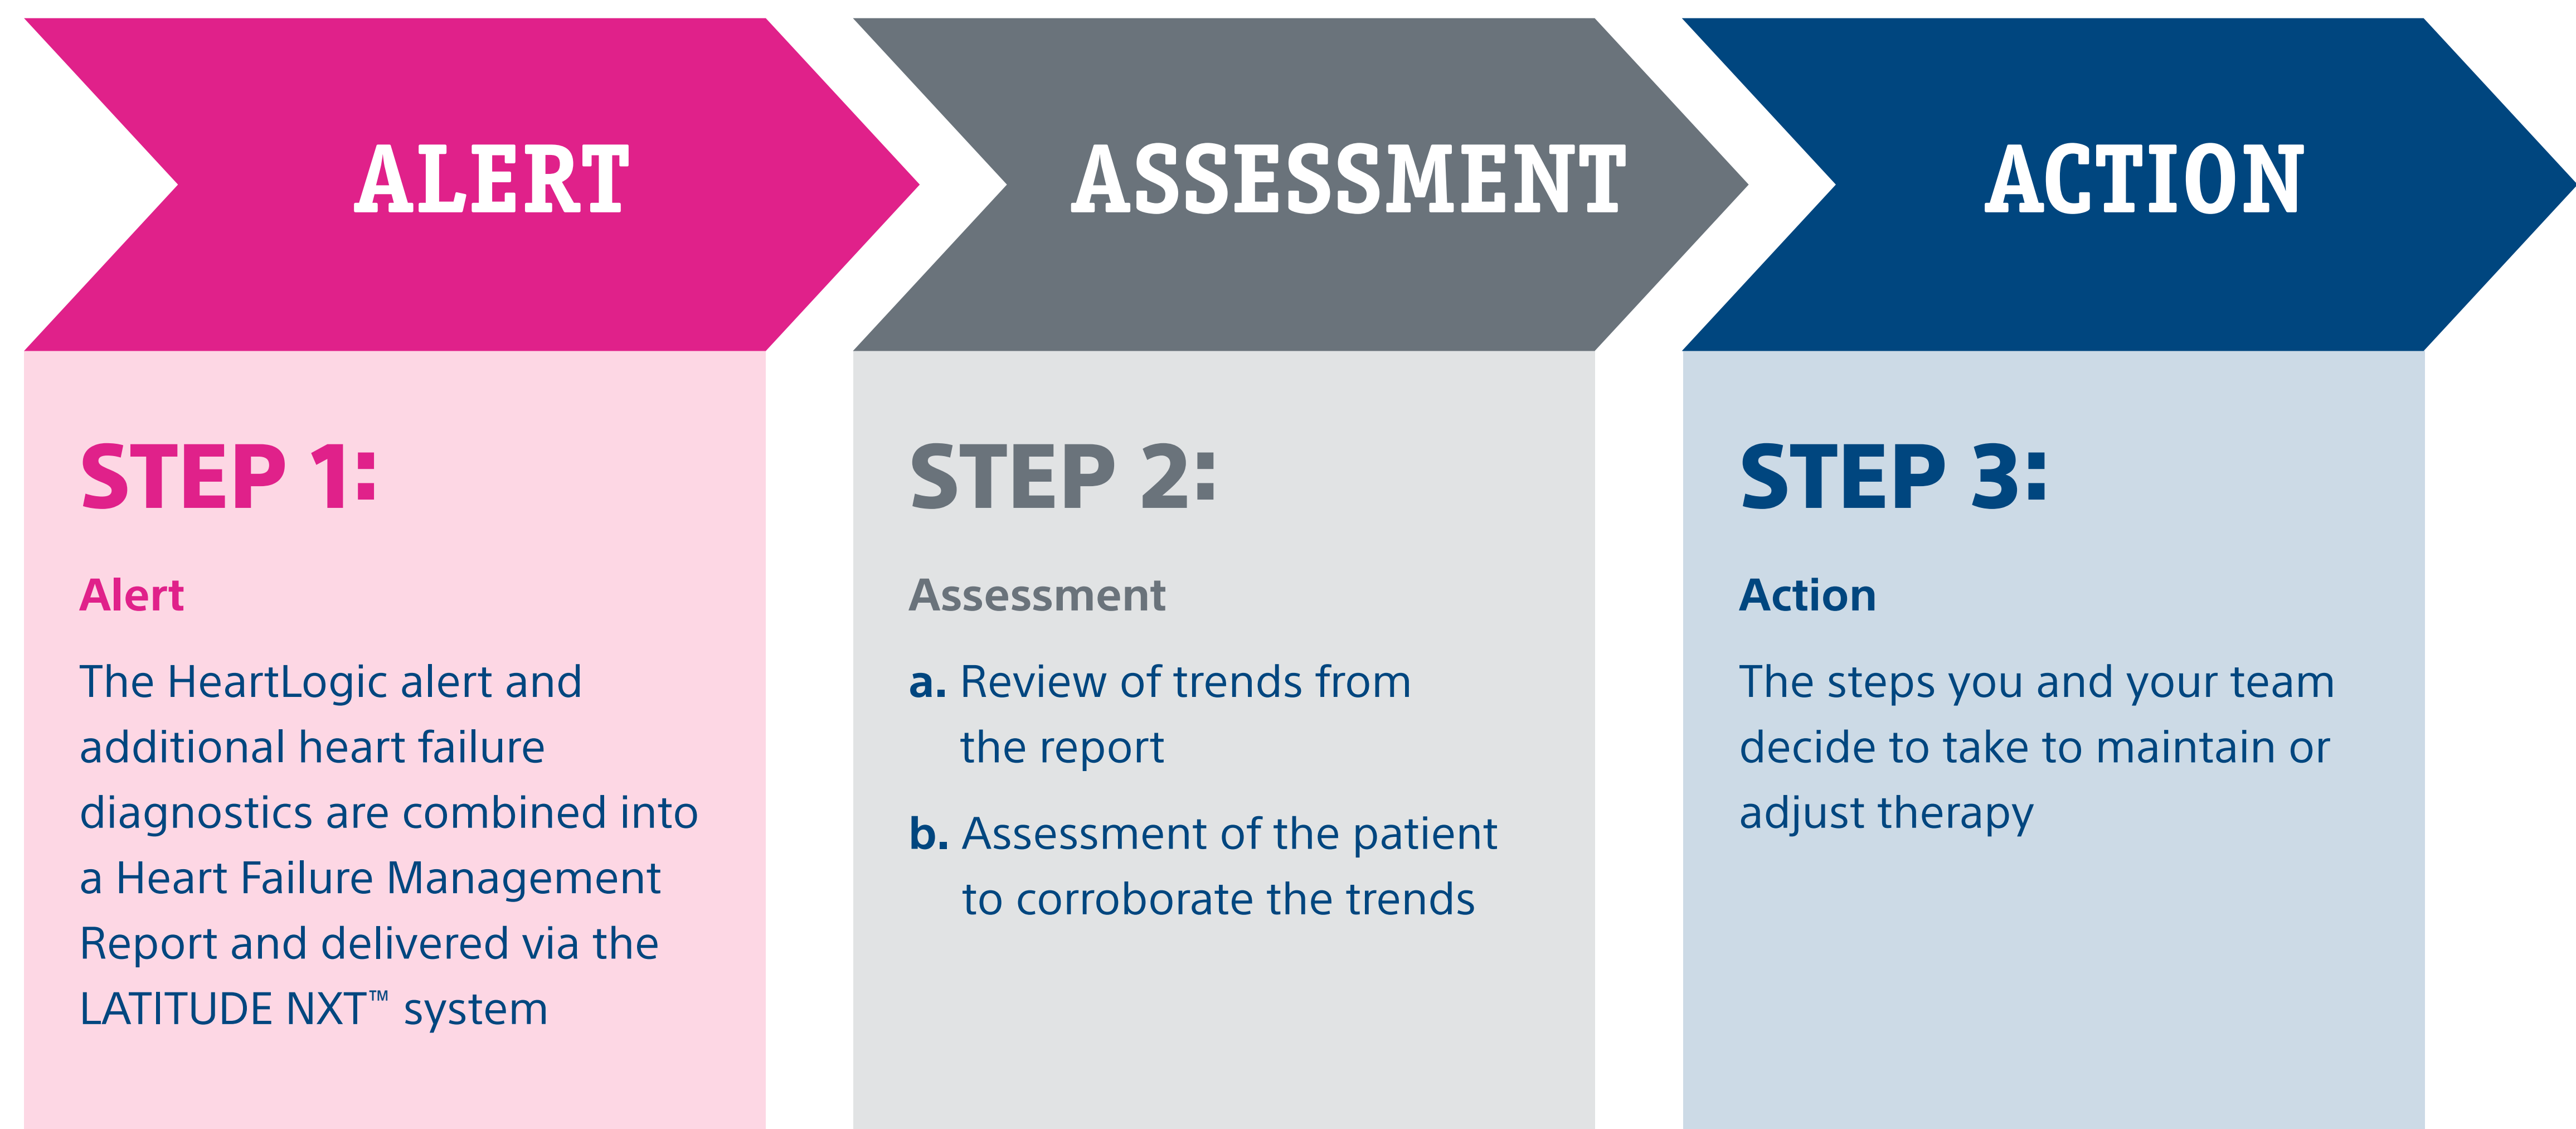 ALERT
ASSESSMENT
ACTION
STEP 1:
Alert
The HeartLogic alert and
additional heart failure
diagnostics are combined into
a Heart Failure Management
Report and delivered via the
LATITUDE NXT™ system
STEP 2:
Assessment
a. Review of trends from
the report
b. Assessment of the patient
to corroborate the trends
STEP 3:
Action
The steps you and your team
decide to take to maintain or
adjust therapy